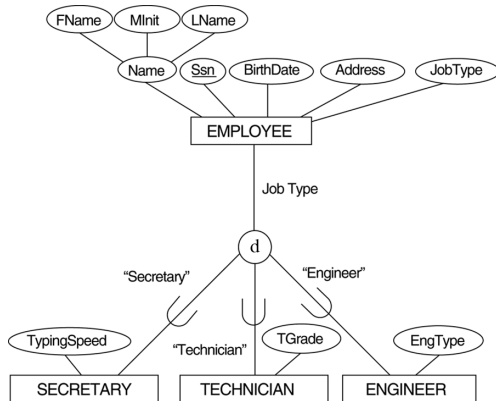 FName MInit LName
Name Ssn BirthDate Address JobType
EMPLOYEE
Job Type
d
“Secretary” “Engineer”
“Technician”
TypingSpeed TGrade EngType
SECRETARY TECHNICIAN ENGINEER